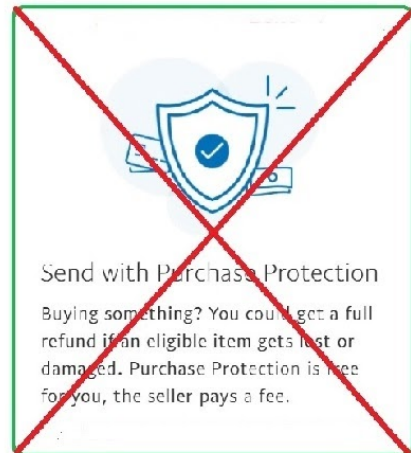 Send with Purchase Protection
Buying something? You could get a full
refund if an eligible item gets lost or
damaged. Purchase Protection is free
for you, the seller pays a fee.